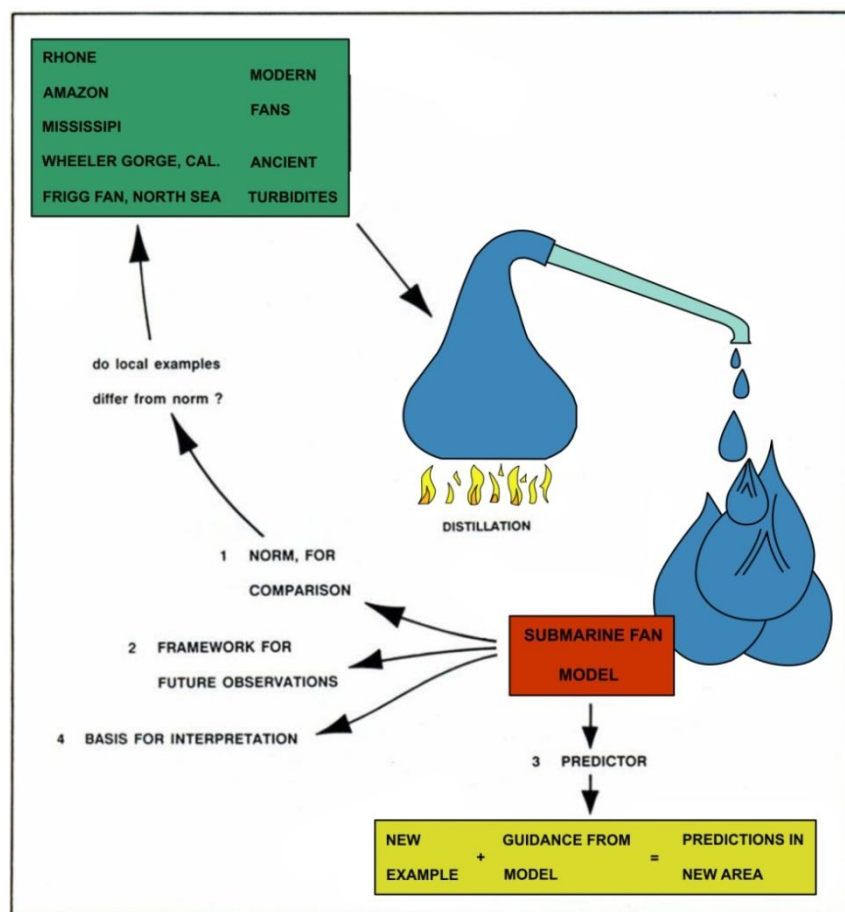 RHONE
AMAZON
MISSISSIPI
WHEELER GORGE, CAL.
FRIGG FAN, NORTH SEA
MODERN
FANS
ANCIENT
TURBIDITES
do local examples
differ from norm ?
DISTILLATION
1 NORM, FOR
COMPARISON
2 FRAMEWORK FOR
FUTURE OBSERVATIONS
4 BASIS FOR INTERPRETATION
SUBMARINE FAN
MODEL
3 PREDICTOR
NEW
EXAMPLE
+
GUIDANCE FROM
MODEL
=
PREDICTIONS IN
NEW AREA